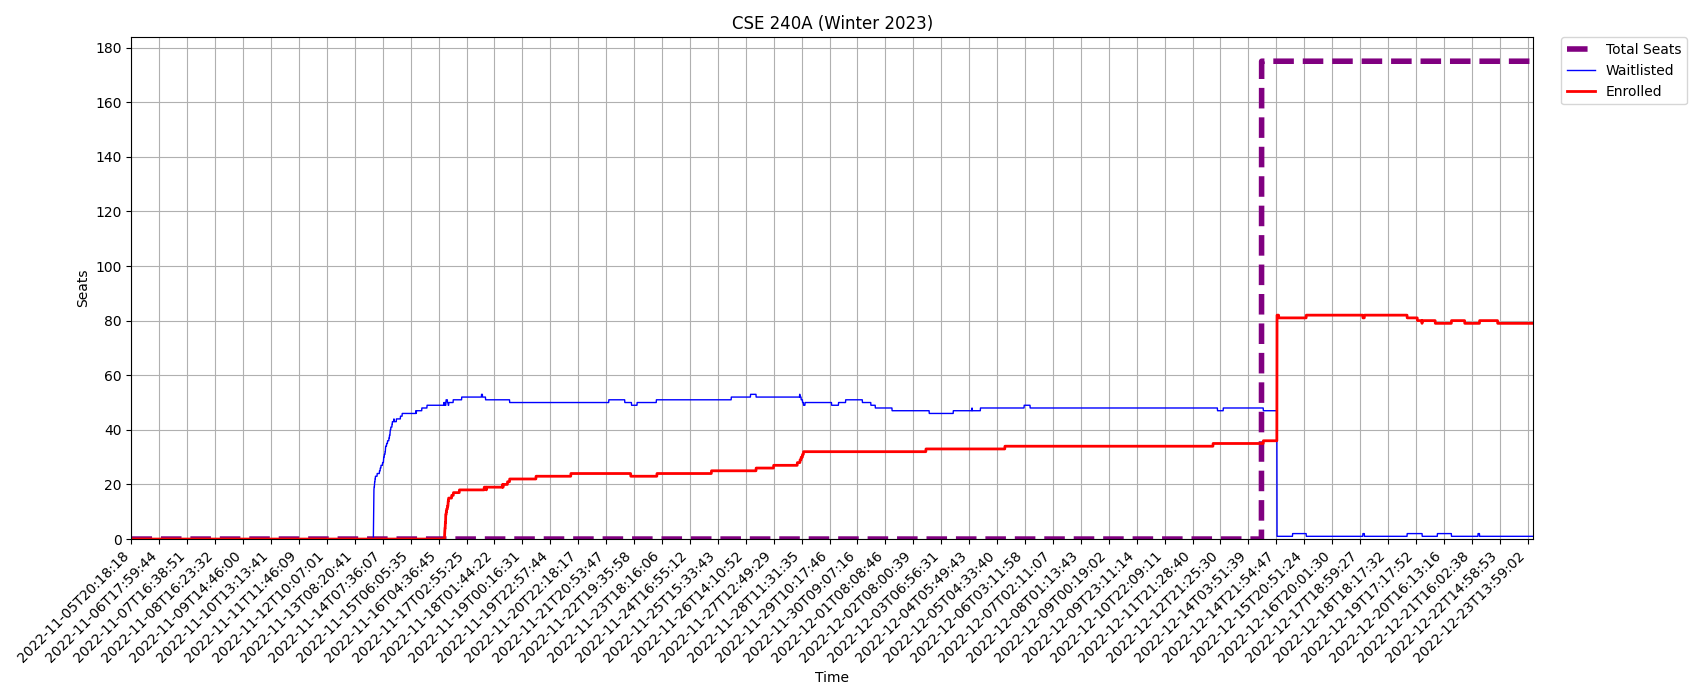 CSE 240A (Winter 2023)
Total Seats
Waitlisted
Enrolled
Seats
180
160
140
120
100
80
60
40
20
0
2022-11-05T20:18:18
2022-11-06T17:59:44
2022-11-07T16:38:51
2022-11-08T16:23:32
2022-11-09T14:46:00
2022-11-10T13:13:41
2022-11-11T11:46:09
2022-11-12T10:07:01
2022-11-13T08:20:41
2022-11-14T07:36:07
2022-11-15T06:05:35
2022-11-16T04:36:45
2022-11-17T02:55:25
2022-11-18T01:44:22
2022-11-19T00:16:31
2022-11-19T22:57:44
2022-11-20T22:18:17
2022-11-21T20:53:47
2022-11-22T19:35:58
2022-11-23T18:16:06
2022-11-24T16:55:12
2022-11-25T15:33:43
2022-11-26T14:10:52
2022-11-27T12:49:29
2022-11-28T11:31:35
2022-11-29T10:17:46
2022-11-30T09:07:16
2022-12-01T08:08:46
2022-12-02T08:00:39
2022-12-03T06:56:31
2022-12-04T05:49:43
2022-12-05T04:33:40
2022-12-06T03:11:58
2022-12-07T02:11:07
2022-12-08T01:13:43
2022-12-09T00:19:02
2022-12-09T23:11:14
2022-12-10T22:09:11
2022-12-11T21:28:40
2022-12-12T21:25:30
2022-12-14T03:51:39
2022-12-14T21:54:47
2022-12-15T20:51:24
2022-12-16T20:01:30
2022-12-17T18:59:27
2022-12-18T18:17:32
2022-12-19T17:17:52
2022-12-20T16:13:16
2022-12-21T16:02:38
2022-12-22T14:58:53
2022-12-23T13:59:02
Time